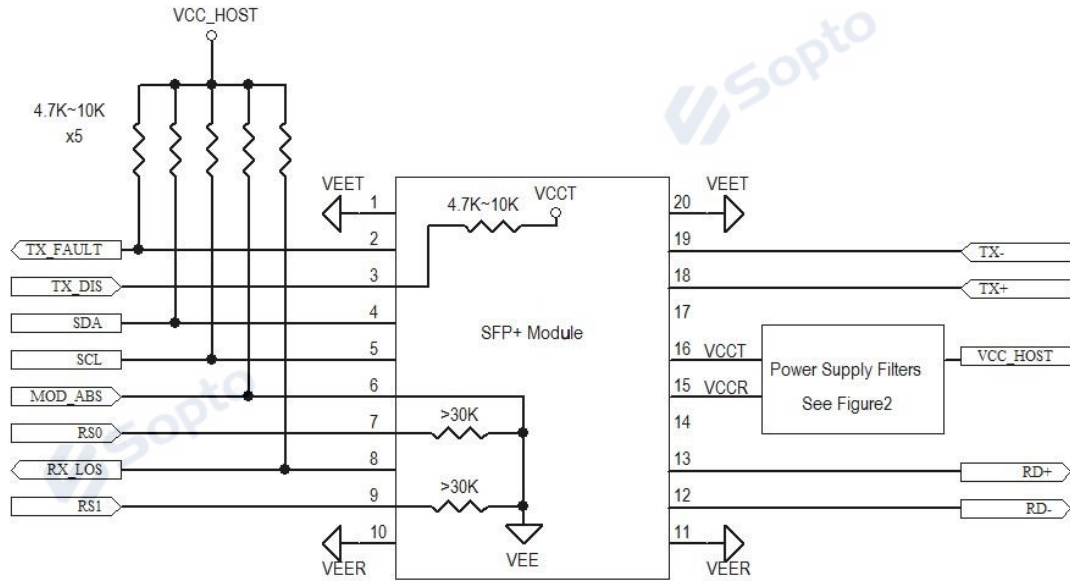 Sopto
VCC_HOST
4.7K~10K
x5
VEET
1
4.7K~10K
VCCT
20
VEET
TX_FAULT
2
19
TX-
TX_DIS
3
18
TX+
SDA
4
SFP+ Module
17
SCL
5
16
VCCT
Power Supply Filters
See Figure2
VCC_HOST
MOD_ABS
6
15
VCCR
RS0
7
>30K
14
RX_LOS
8
13
RD+
RS1
9
>30K
12
RD-
10
VEER
VEE
11
VEER
Sopto